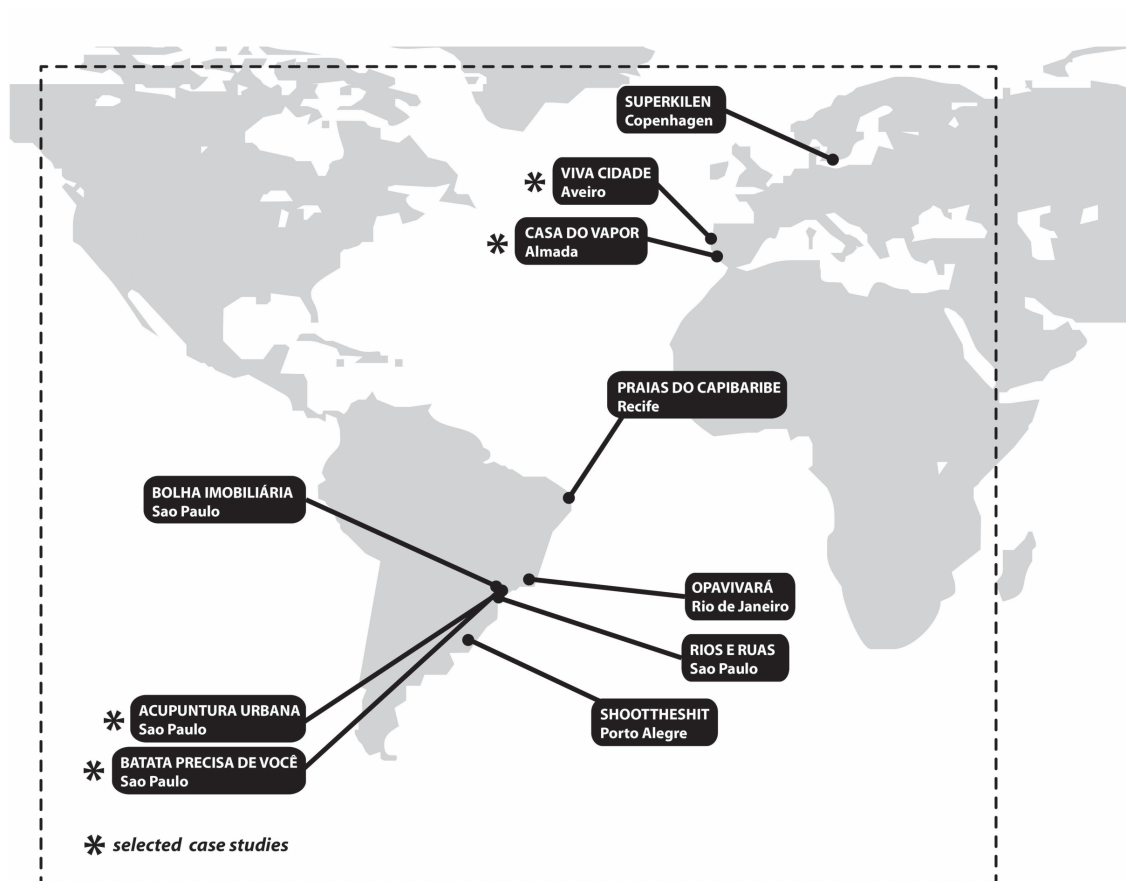 SUPERKILEN
Copenhagen
* VIVA CIDADE
Aveiro
* CASA DO VAPOR
Almada
PRAIAS DO CAPIBARIBE
Recife
BOLHA IMOBILIÁRIA
Sao Paulo
OPAVIVARÁ
Rio de Janeiro
RIOS E RUAS
Sao Paulo
* ACUPUNTURA URBANA
Sao Paulo
SHOOTTHESHIT
Porto Alegre
* BATATA PRECISA DE VOCÊ
Sao Paulo
* selected case studies